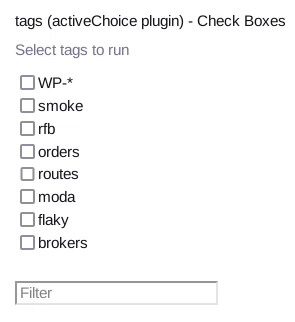 tags (activeChoice plugin) - Check Boxes
Select tags to run
WP-*
smoke
rfb
orders
routes
moda
flaky
brokers
Filter